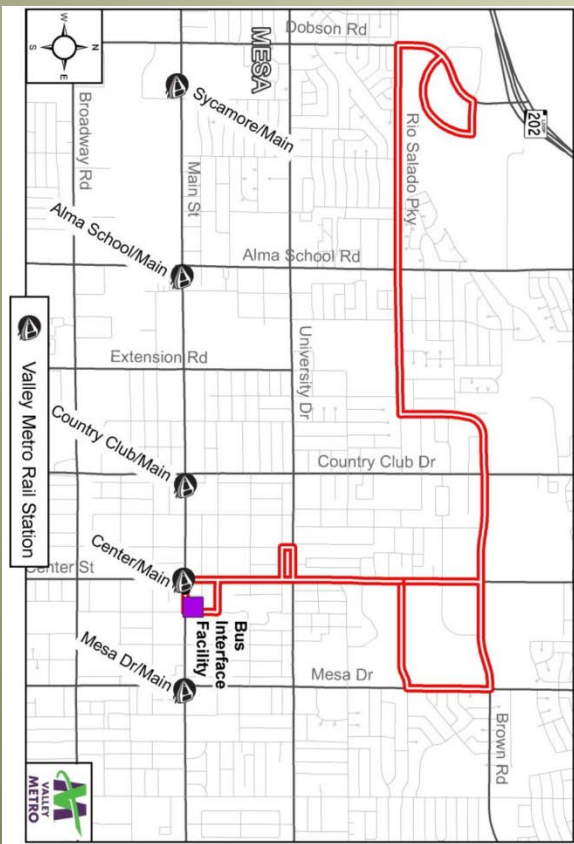 Dobson Rd
LOOP
202
MESA
Sycamore/Main
Rio Salado Pky
Broadway Rd
Main St
Alma School/Main
Alma School Rd
Extension Rd
University Dr
Country Club/Main
Country Club Dr
Center/Main
Center St
Bus
Interface
Facility
Mesa Dr/Main
Mesa Dr
Brown Rd
N
W
E
S
Valley Metro Rail Station
VALLEY
METRO